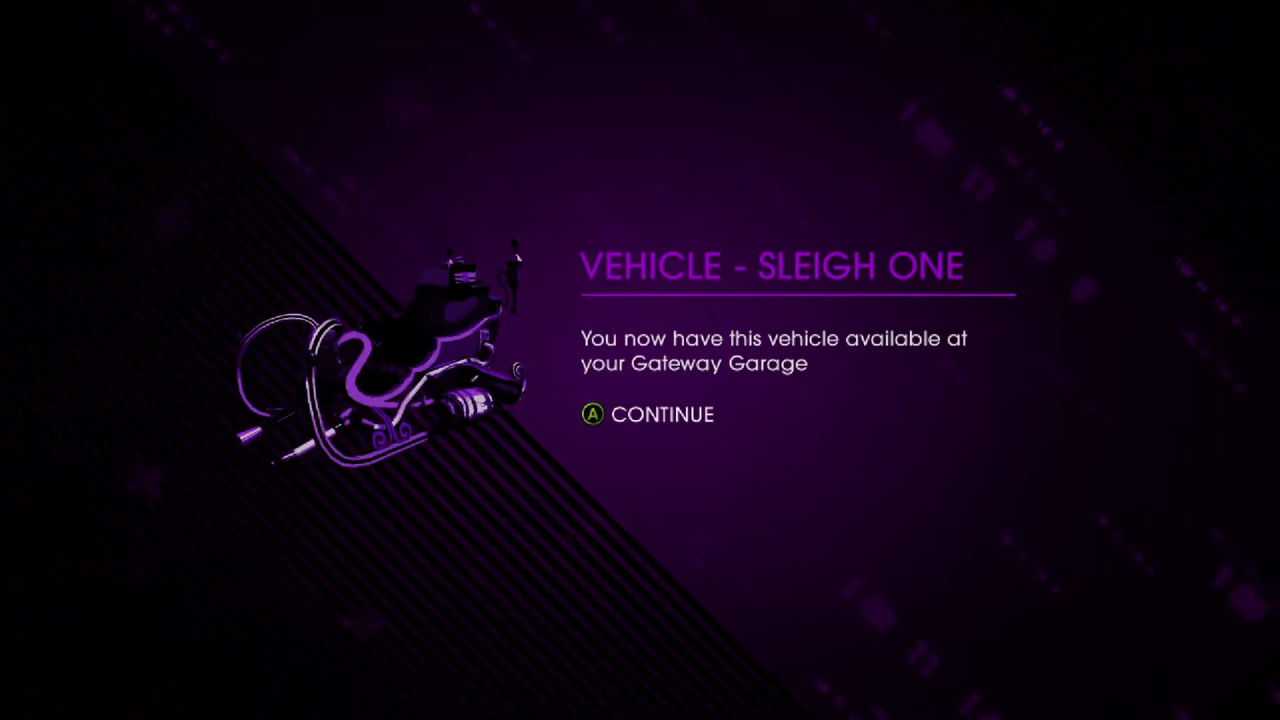 VEHICLE - SLEIGH ONE
You now have this vehicle available at
your Gateway Garage
A CONTINUE